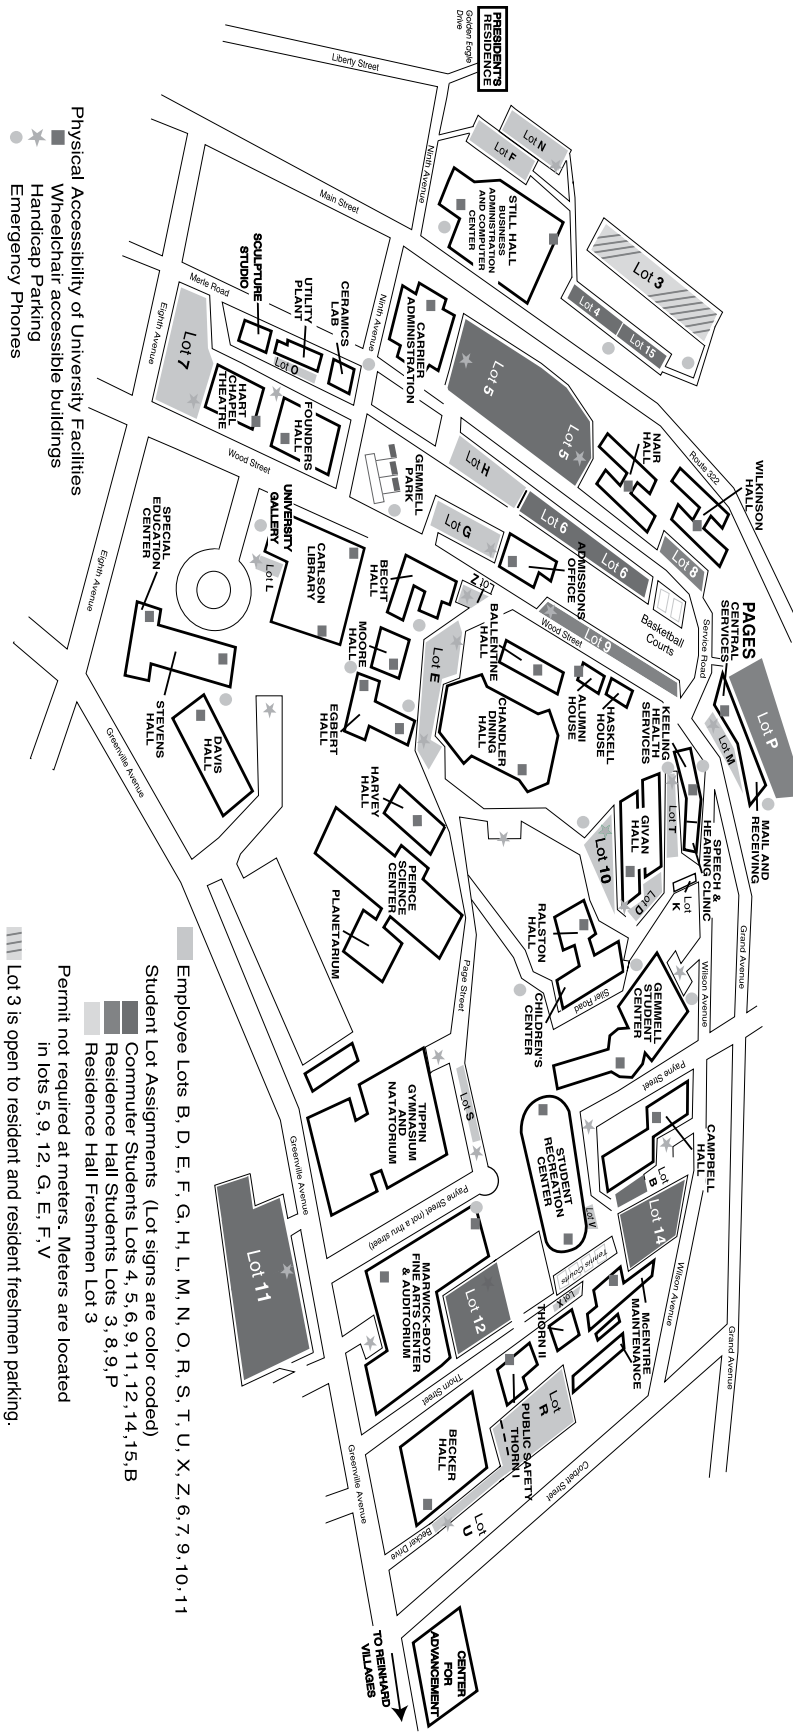 PRESIDENT'S
RESIDENCE
Golden Eagle
Drive
Liberty Street
Ninth Avenue
Lot N
Lot F
STILL HALL
BUSINESS
ADMINISTRATION
AND COMPUTER
CENTER
Lot 3
Lot 4
Lot 15
Main Street
Route 322
SCULPTURE
STUDIO
UTILITY
PLANT
CERAMICS
LAB
Ninth Avenue
CARRIER
ADMINISTRATION
Lot 5
Lot 5
NAIR
HALL
WILKINSON
HALL
Merle Road
Eighth Avenue
Lot 7
Lot O
HART
CHAPEL
THEATRE
FOUNDERS
HALL
Wood Street
GEMMELL
PARK
Lot H
Lot 6
Lot 6
Lot 8
Lot G
ADMISSIONS
OFFICE
Basketball
Courts
Service Road
PAGES
CENTRAL
SERVICES
Lot P
Lot M
MAIL AND
RECEIVING
UNIVERSITY
GALLERY
CARLSON
LIBRARY
Lot L
BECHT
HALL
Lot Z
BALLENTINE
HALL
Wood Street
Lot 9
ALUMNI
HOUSE
HASKELL
HOUSE
KEELING
HEALTH
SERVICES
SPEECH &
HEARING CLINIC
Lot T
Lot
K
SPECIAL
EDUCATION
CENTER
Eighth Avenue
STEVENS
HALL
DAVIS
HALL
MOORE
HALL
EGBERT
HALL
Lot E
CHANDLER
DINING
HALL
GIVAN
HALL
Lot 10
Lot D
Greenville Avenue
HARVEY
HALL
PEIRCE
SCIENCE
CENTER
PLANETARIUM
Page Street
RALSTON
HALL
CHILDREN'S
CENTER
Siler Road
GEMMELL
STUDENT
CENTER
Wilson Avenue
Grand Avenue
Payne Street
TIPPIN
GYMNASIUM
AND
NATATORIUM
Lot S
STUDENT
RECREATION
CENTER
CAMPBELL
HALL
Lot
B
Lot 14
Lot V
Greenville Avenue
Payne Street (not a thru street)
Lot 11
MARWICK-BOYD
FINE ARTS CENTER
& AUDITORIUM
Lot 12
Tennis Courts
Lot X
THORN II
McENTIRE
MAINTENANCE
Wilson Avenue
Grand Avenue
Thorn Street
PUBLIC SAFETY
THORN I
Lot
R
BECKER
HALL
Lot
U
Becker Drive
Corbett Street
Greenville Avenue
TO REINHARD
VILLAGES
CENTER
FOR
ADVANCEMENT
Physical Accessibility of University Facilities
Wheelchair accessible buildings
Handicap Parking
Emergency Phones
Employee Lots B, D, E, F, G, H, L, M, N, O, R, S, T, U, X, Z, 6,7, 9, 10, 11
Student Lot Assignments (Lot signs are color coded)
Commuter Students Lots 4, 5, 6, 9, 11, 12, 14, 15, B
Residence Hall Students Lots 3, 8, 9, P
Residence Hall Freshmen Lot 3
Permit not required at meters. Meters are located
in lots 5, 9, 12, G, E, F, V
Lot 3 is open to resident and resident freshmen parking.